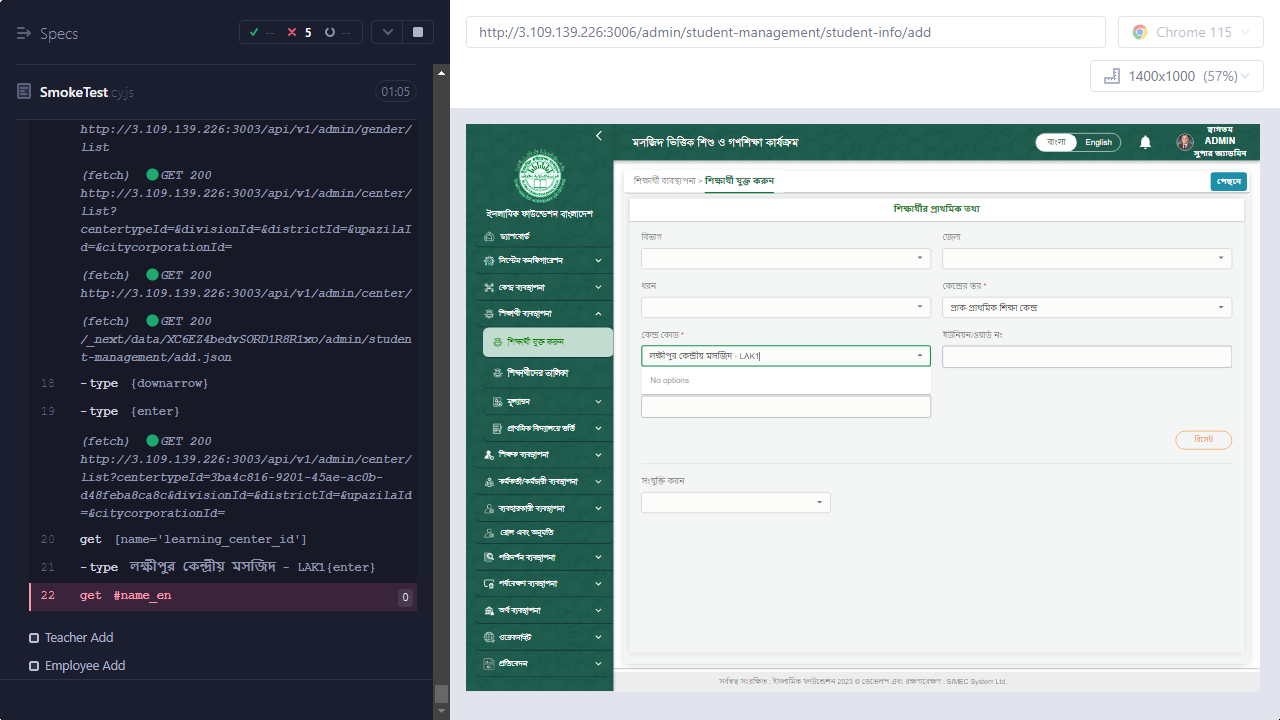 Specs
-- 5 --
SmokeTest.cy.js 01:05
http://3.109.139.226:3003/api/v1/admin/gender/
list
(fetch) GET 200
http://3.109.139.226:3003/api/v1/admin/center/
list?
centertypeId=&divisionId=&districtId=&upazilaI
d=&citycorporationId=
(fetch) GET 200
http://3.109.139.226:3003/api/v1/admin/center/
(fetch) GET 200
/_next/data/XC6EZ4bedvSORD1R8R1xo/admin/studen
t-management/add.json
18 -type {downarrow}
19 -type {enter}
(fetch) GET 200
http://3.109.139.226:3003/api/v1/admin/center/
list?centertypeId=3ba4c816-9201-45ae-ac0b-
d48feba8ca8c&divisionId=&districtId=&upazilaId
=&citycorporationId=
20 get [name='learning_center_id']
21 -type লক্ষীপুর কেন্দ্রীয় মসজিদ - LAK1{enter}
22 get #name_en 0
Teacher Add
Employee Add
http://3.109.139.226:3006/admin/student-management/student-info/add
Chrome 115
1400x1000 (57%)
মসজিদ ভিত্তিক শিশু ও গণশিক্ষা কার্যক্রম
বাংলা English
স্বাগতম
ADMIN
সুপার অ্যাডমিন
ইসলামিক ফাউন্ডেশন বাংলাদেশ
ড্যাশবোর্ড
সিস্টেম কনফিগারেশন
কেন্দ্র ব্যবস্থাপনা
শিক্ষার্থী ব্যবস্থাপনা
শিক্ষার্থী যুক্ত করুন
শিক্ষার্থীদের তালিকা
মূল্যায়ন
প্রাথমিক বিদ্যালয়ে ভর্তি
শিক্ষক ব্যবস্থাপনা
কর্মকর্তা/কর্মচারী ব্যবস্থাপনা
ব্যবহারকারী ব্যবস্থাপনা
রোল এবং অনুমতি
পরিদর্শন ব্যবস্থাপনা
পর্যবেক্ষণ ব্যবস্থাপনা
অর্থ ব্যবস্থাপনা
ওয়েবসাইট
প্রতিবেদন
শিক্ষার্থী ব্যবস্থাপনা > শিক্ষার্থী যুক্ত করুন
পেছনে
শিক্ষার্থীর প্রাথমিক তথ্য
বিভাগ জেলা
ধরন কেন্দ্রের স্তর *
প্রাক-প্রাথমিক শিক্ষা কেন্দ্র
কেন্দ্র কোড * ইউনিয়ন/ওয়ার্ড নং
লক্ষীপুর কেন্দ্রীয় মসজিদ - LAK1
No options
রিসেট
সংযুক্তি করুন
সর্বস্বত্ব সংরক্ষিত : ইসলামিক ফাউন্ডেশন 2023 © ডেভেলপ এবং রক্ষণাবেক্ষণ : SIMEC System Ltd.